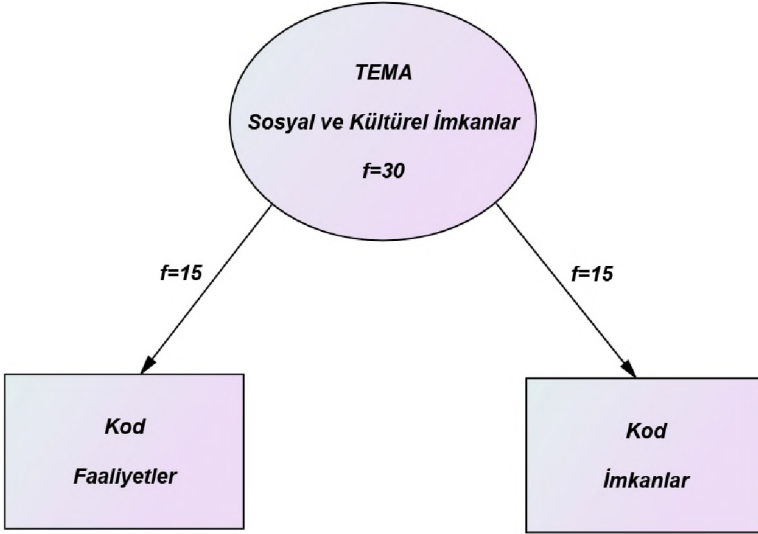 TEMA
Sosyal ve Kültürel İmkanlar
f=30
f=15
f=15
Kod
Faaliyetler
Kod
İmkanlar